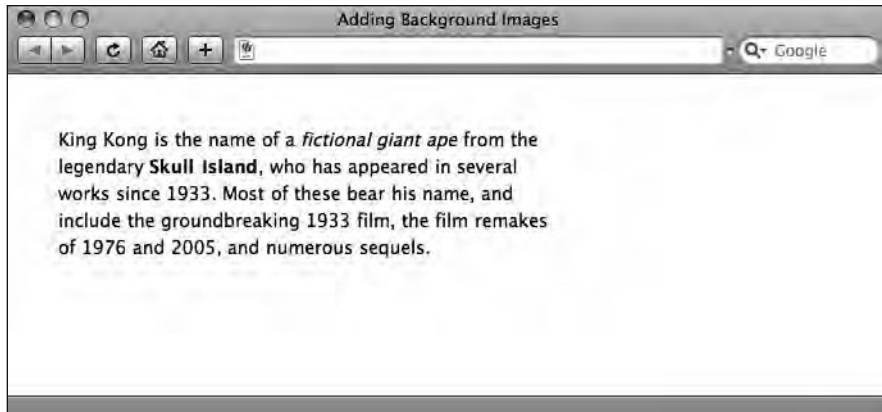 Adding Background Images
Google
King Kong is the name of a fictional giant ape from the
legendary Skull Island, who has appeared in several
works since 1933. Most of these bear his name, and
include the groundbreaking 1933 film, the film remakes
of 1976 and 2005, and numerous sequels.